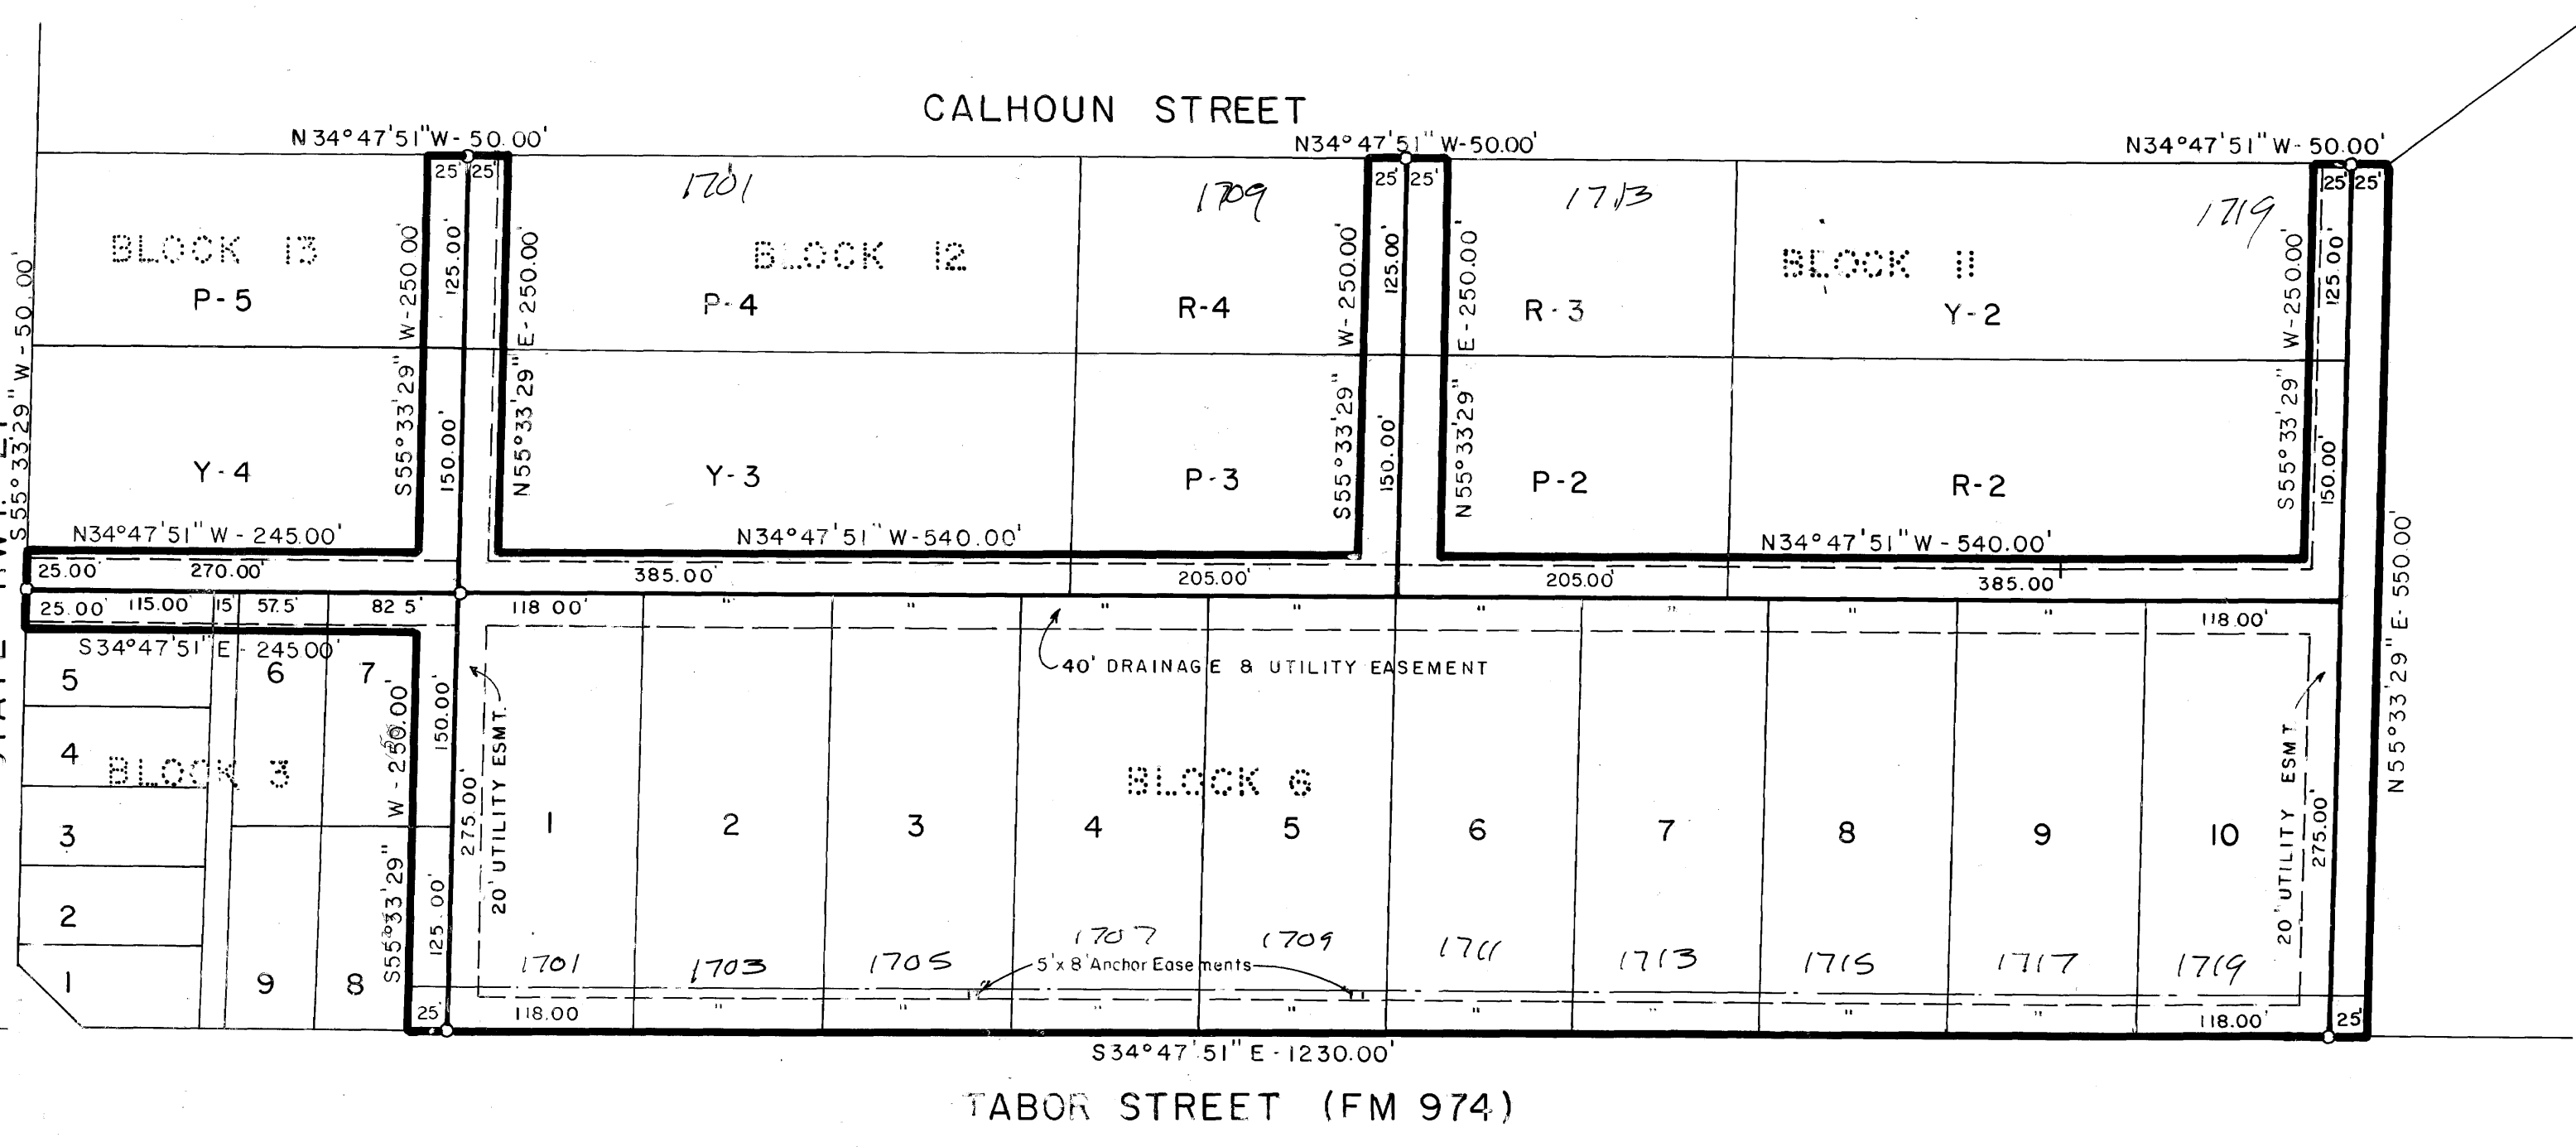 CALHOUN STREET
N34°47'51"W-50.00'
N34°47'51"W-50.00'
N34°47'51"W-50.00'
25' 25'
25' 25'
25' 25'
1701
1709
1713
1719
BLOCK 13
BLOCK 12
BLOCK 11
P-5
P-4
R-4
R-3
Y-2
S55°33'29"W-50.00'
S55°33'29" W-250.00'
125.00'
150.00'
N55°33'29" E-250.00'
S55°33'29" W-250.00'
125.00'
150.00'
N55°33'29" E-250.00'
S55°33'29" W-250.00'
125.00'
150.00'
N55°33'29"E-550.00'
Y-4
Y-3
P-3
P-2
R-2
N34°47'51"W-245.00'
N34°47'51"W-540.00'
N34°47'51"W-540.00'
25.00' 270.00'
385.00'
205.00'
205.00'
385.00'
25.00' 115.00' 15' 57.5' 82.5'
118.00' " " " " " " " " 118.00'
S34°47'51"E-245.00'
40' DRAINAGE & UTILITY EASEMENT
5
6
7
4
BLOCK 3
3
2
1
9
8
S55°33'29" W-250.00'
150.00'
125.00'
275.00'
20' UTILITY ESMT.
BLOCK 6
1 2 3 4 5 6 7 8 9 10
20' UTILITY ESMT.
275.00'
1701 1703 1705 1707 1709 1711 1713 1715 1717 1719
5'x8' Anchor Easements
25' 118.00 " " " " " " " " 118.00' 25'
S34°47'51"E-1230.00'
TABOR STREET (FM 974)